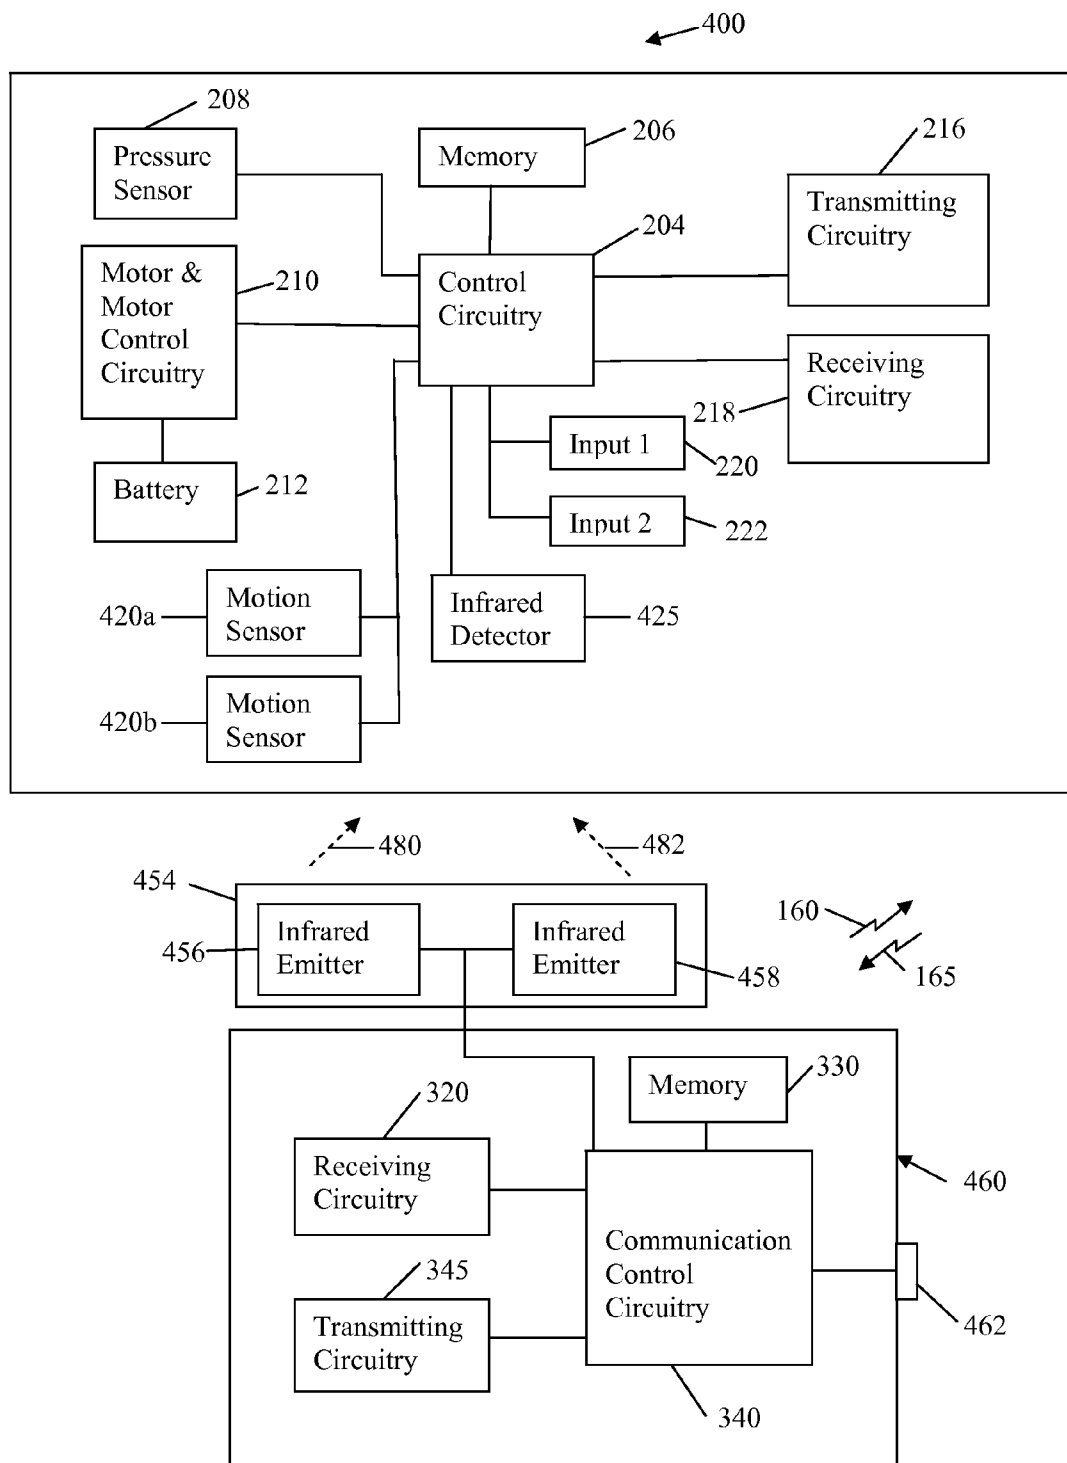 400
208
Pressure
Sensor
Memory
206
216
Transmitting
Circuitry
204
Motor &
Motor
Control
Circuitry
210
Control
Circuitry
Receiving
Circuitry
218
Input 1
220
Battery
212
Input 2
222
420a
Motion
Sensor
Infrared
Detector
425
420b
Motion
Sensor
480
482
454
456
Infrared
Emitter
Infrared
Emitter
458
160
165
Memory
330
320
Receiving
Circuitry
460
Communication
Control
Circuitry
345
Transmitting
Circuitry
462
340